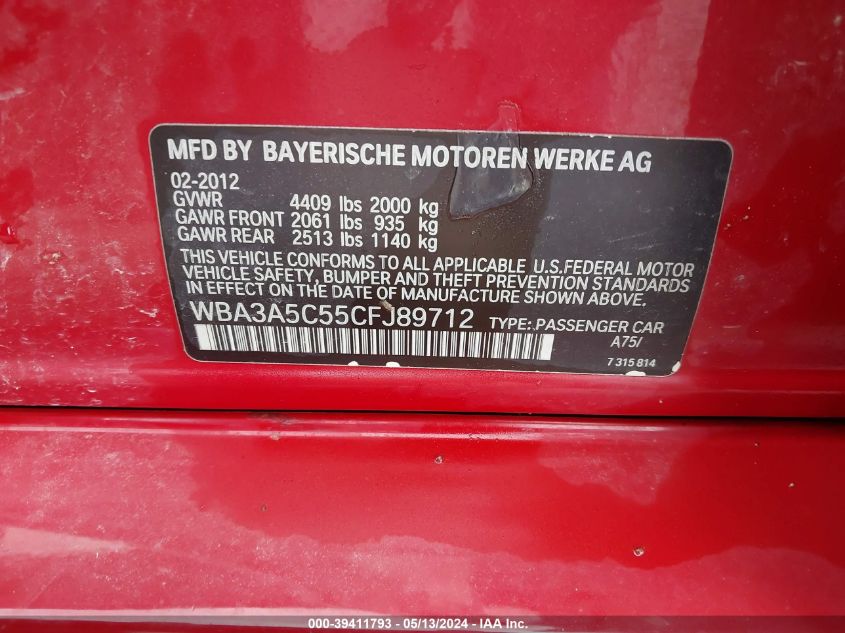 MFD BY BAYERISCHE MOTOREN WERKE AG
02-2012
GVWR 4409 lbs 2000 kg
GAWR FRONT 2061 lbs 935 kg
GAWR REAR 2513 lbs 1140 kg
THIS VEHICLE CONFORMS TO ALL APPLICABLE U.S.FEDERAL MOTOR
VEHICLE SAFETY, BUMPER AND THEFT PREVENTION STANDARDS
IN EFFECT ON THE DATE OF MANUFACTURE SHOWN ABOVE.
WBA3A5C55CFJ89712 TYPE: PASSENGER CAR
A75/
7 315 814
000-39411793 - 05/13/2024 - IAA Inc.